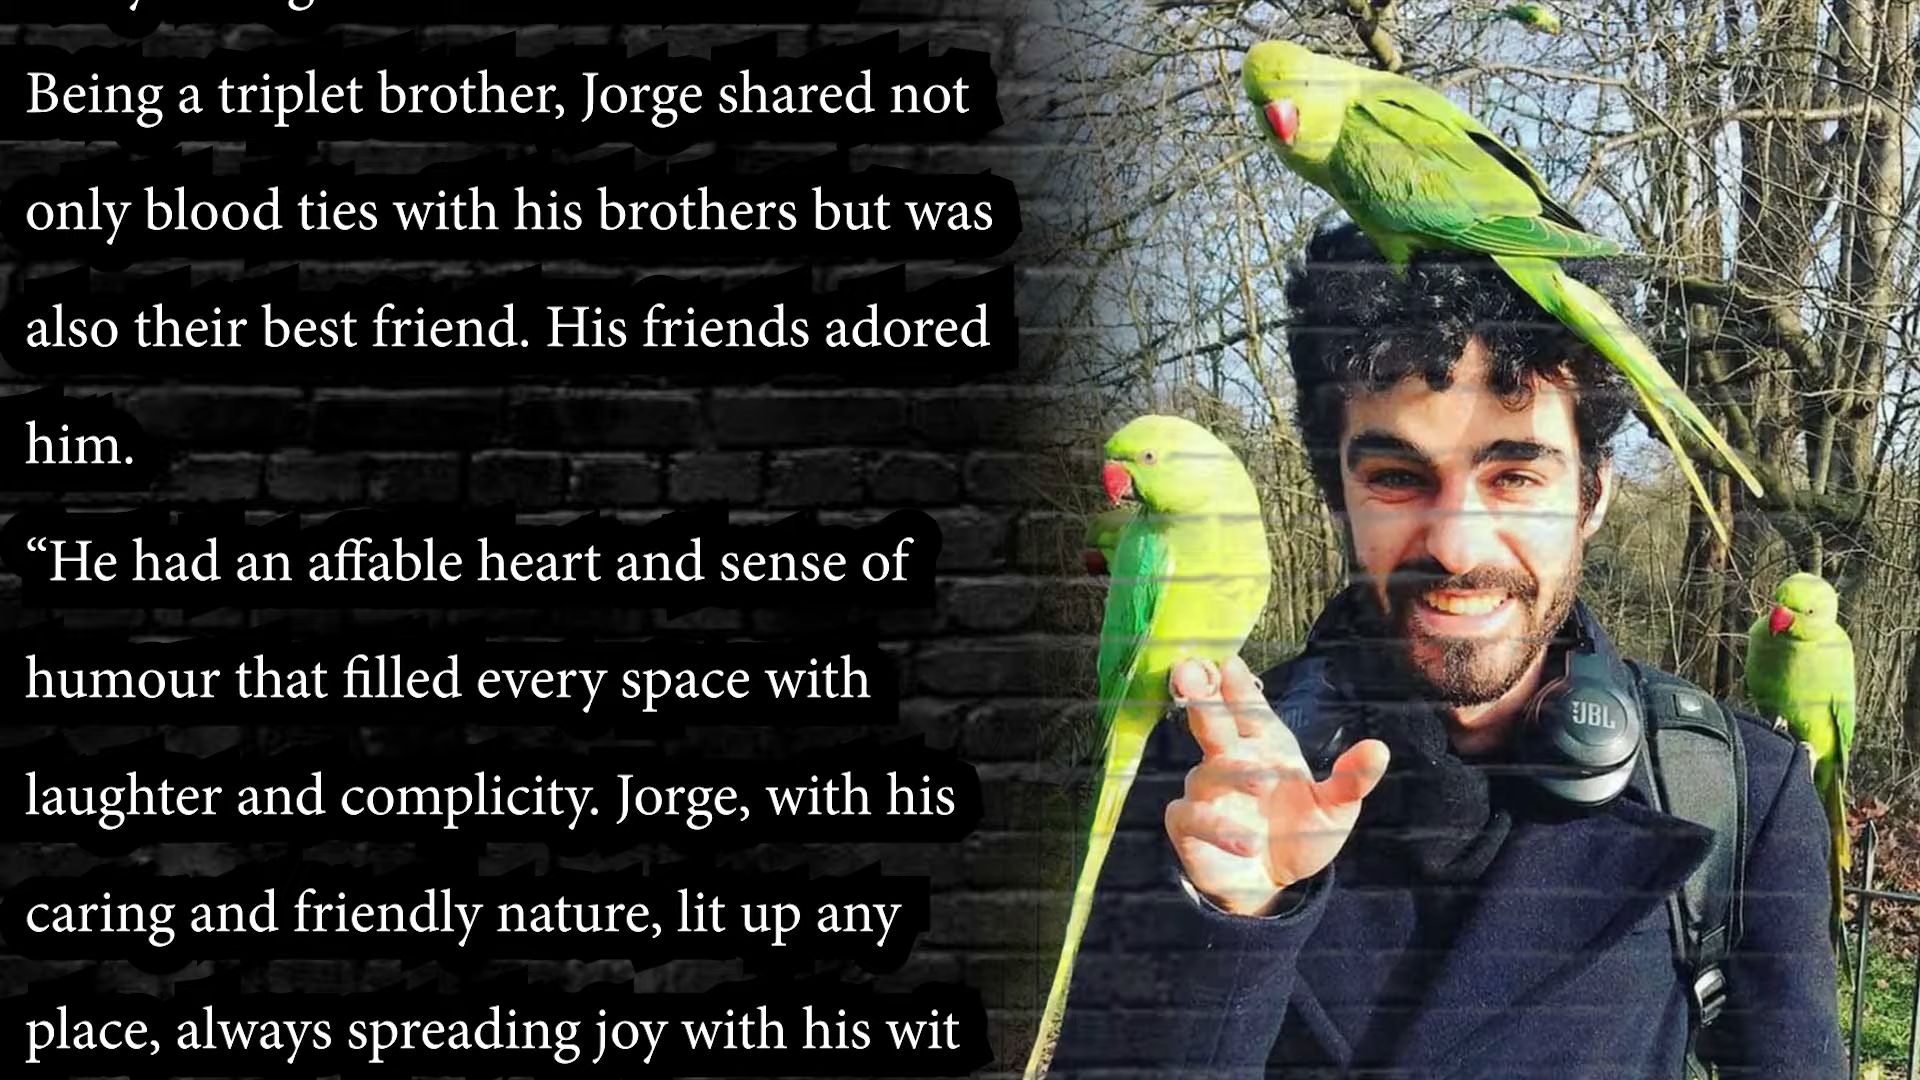 Being a triplet brother, Jorge shared not
only blood ties with his brothers but was
also their best friend. His friends adored
him.
“He had an affable heart and sense of
humour that filled every space with
laughter and complicity. Jorge, with his
caring and friendly nature, lit up any
place, always spreading joy with his wit
JBL